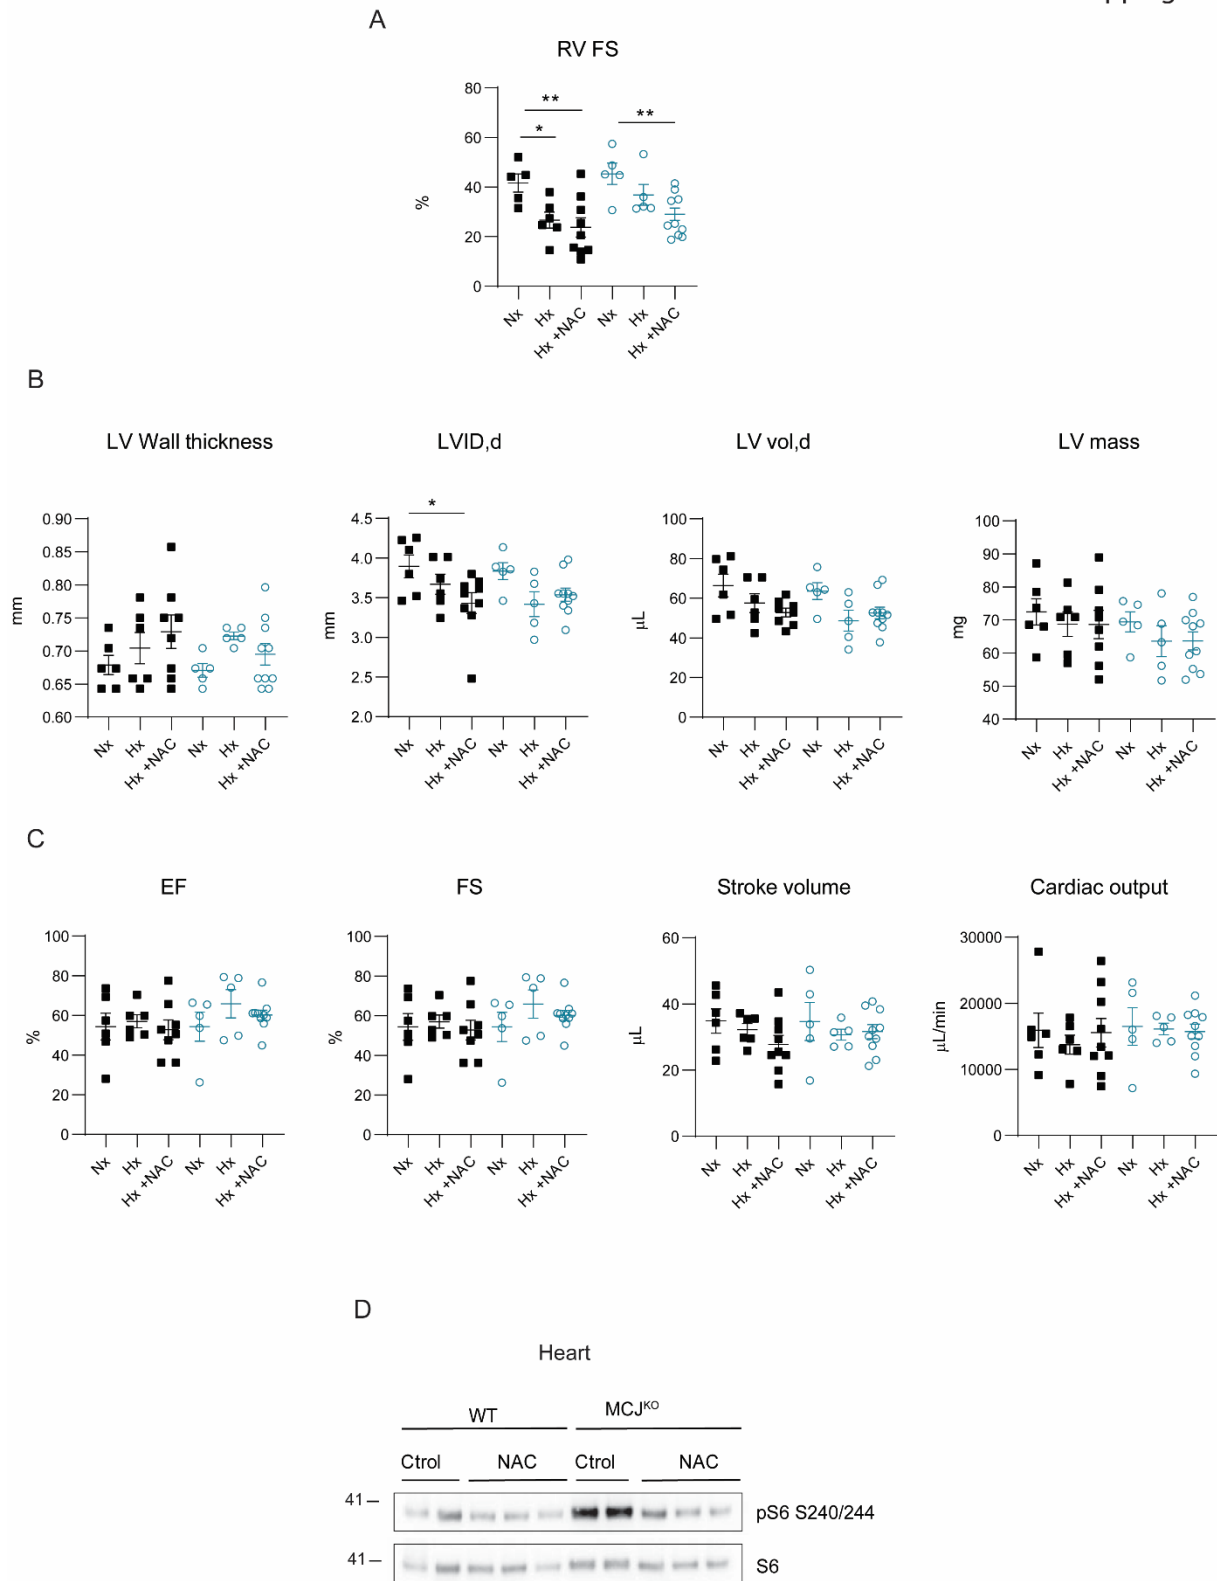 A
RV FS
80
60
40
20
0
%
**
*
**
Nx
Hx
Hx +NAC
Nx
Hx
Hx +NAC
B
LV Wall thickness
0.90
0.85
0.80
0.75
0.70
0.65
0.60
mm
Nx
Hx
Hx +NAC
Nx
Hx
Hx +NAC
LVID,d
4.5
4.0
3.5
3.0
2.5
2.0
mm
*
Nx
Hx
Hx +NAC
Nx
Hx
Hx +NAC
LV vol,d
100
80
60
40
20
0
µL
Nx
Hx
Hx +NAC
Nx
Hx
Hx +NAC
LV mass
100
90
80
70
60
50
40
mg
Nx
Hx
Hx +NAC
Nx
Hx
Hx +NAC
C
EF
100
80
60
40
20
0
%
Nx
Hx
Hx +NAC
Nx
Hx
Hx +NAC
FS
100
80
60
40
20
0
%
Nx
Hx
Hx +NAC
Nx
Hx
Hx +NAC
Stroke volume
60
40
20
0
µL
Nx
Hx
Hx +NAC
Nx
Hx
Hx +NAC
Cardiac output
30000
20000
10000
0
µL/min
Nx
Hx
Hx +NAC
Nx
Hx
Hx +NAC
D
Heart
WT MCJKO
Ctrol NAC Ctrol NAC
41 pS6 S240/244
41 S6